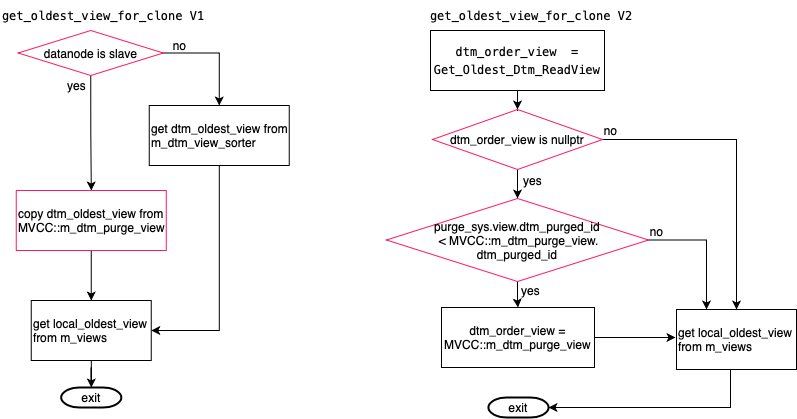 get_oldest_view_for_clone V1
datanode is slave
no
yes
get dtm_oldest_view from
m_dtm_view_sorter
copy dtm_oldest_view from
MVCC::m_dtm_purge_view
get local_oldest_view
from m_views
exit
get_oldest_view_for_clone V2
dtm_order_view =
Get_Oldest_Dtm_ReadView
dtm_order_view is nullptr
no
yes
purge_sys.view.dtm_purged_id
< MVCC::m_dtm_purge_view.
dtm_purged_id
no
yes
dtm_order_view =
MVCC::m_dtm_purge_view
get local_oldest_view
from m_views
exit